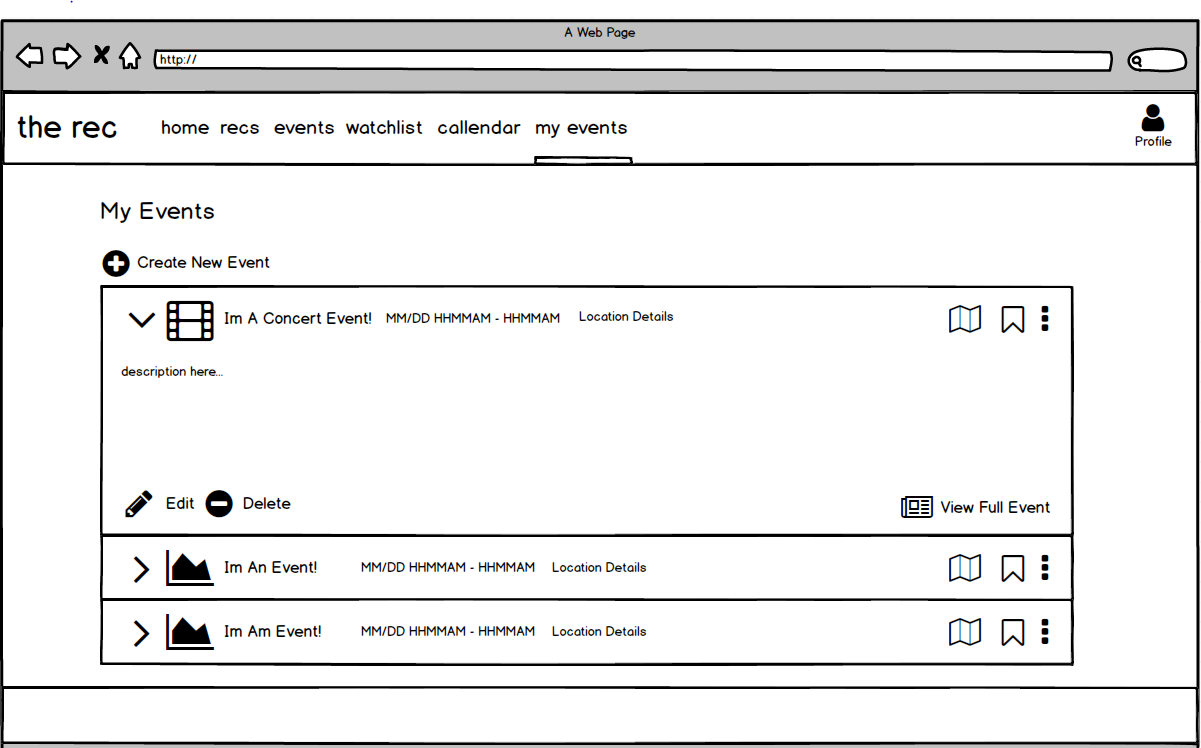 A Web Page
http://
the rec home recs events watchlist callendar my events
Profile
My Events
Create New Event
Im A Concert Event! MM/DD HHMMAM - HHMMAM Location Details
description here...
Edit Delete View Full Event
Im An Event! MM/DD HHMMAM - HHMMAM Location Details
Im Am Event! MM/DD HHMMAM - HHMMAM Location Details